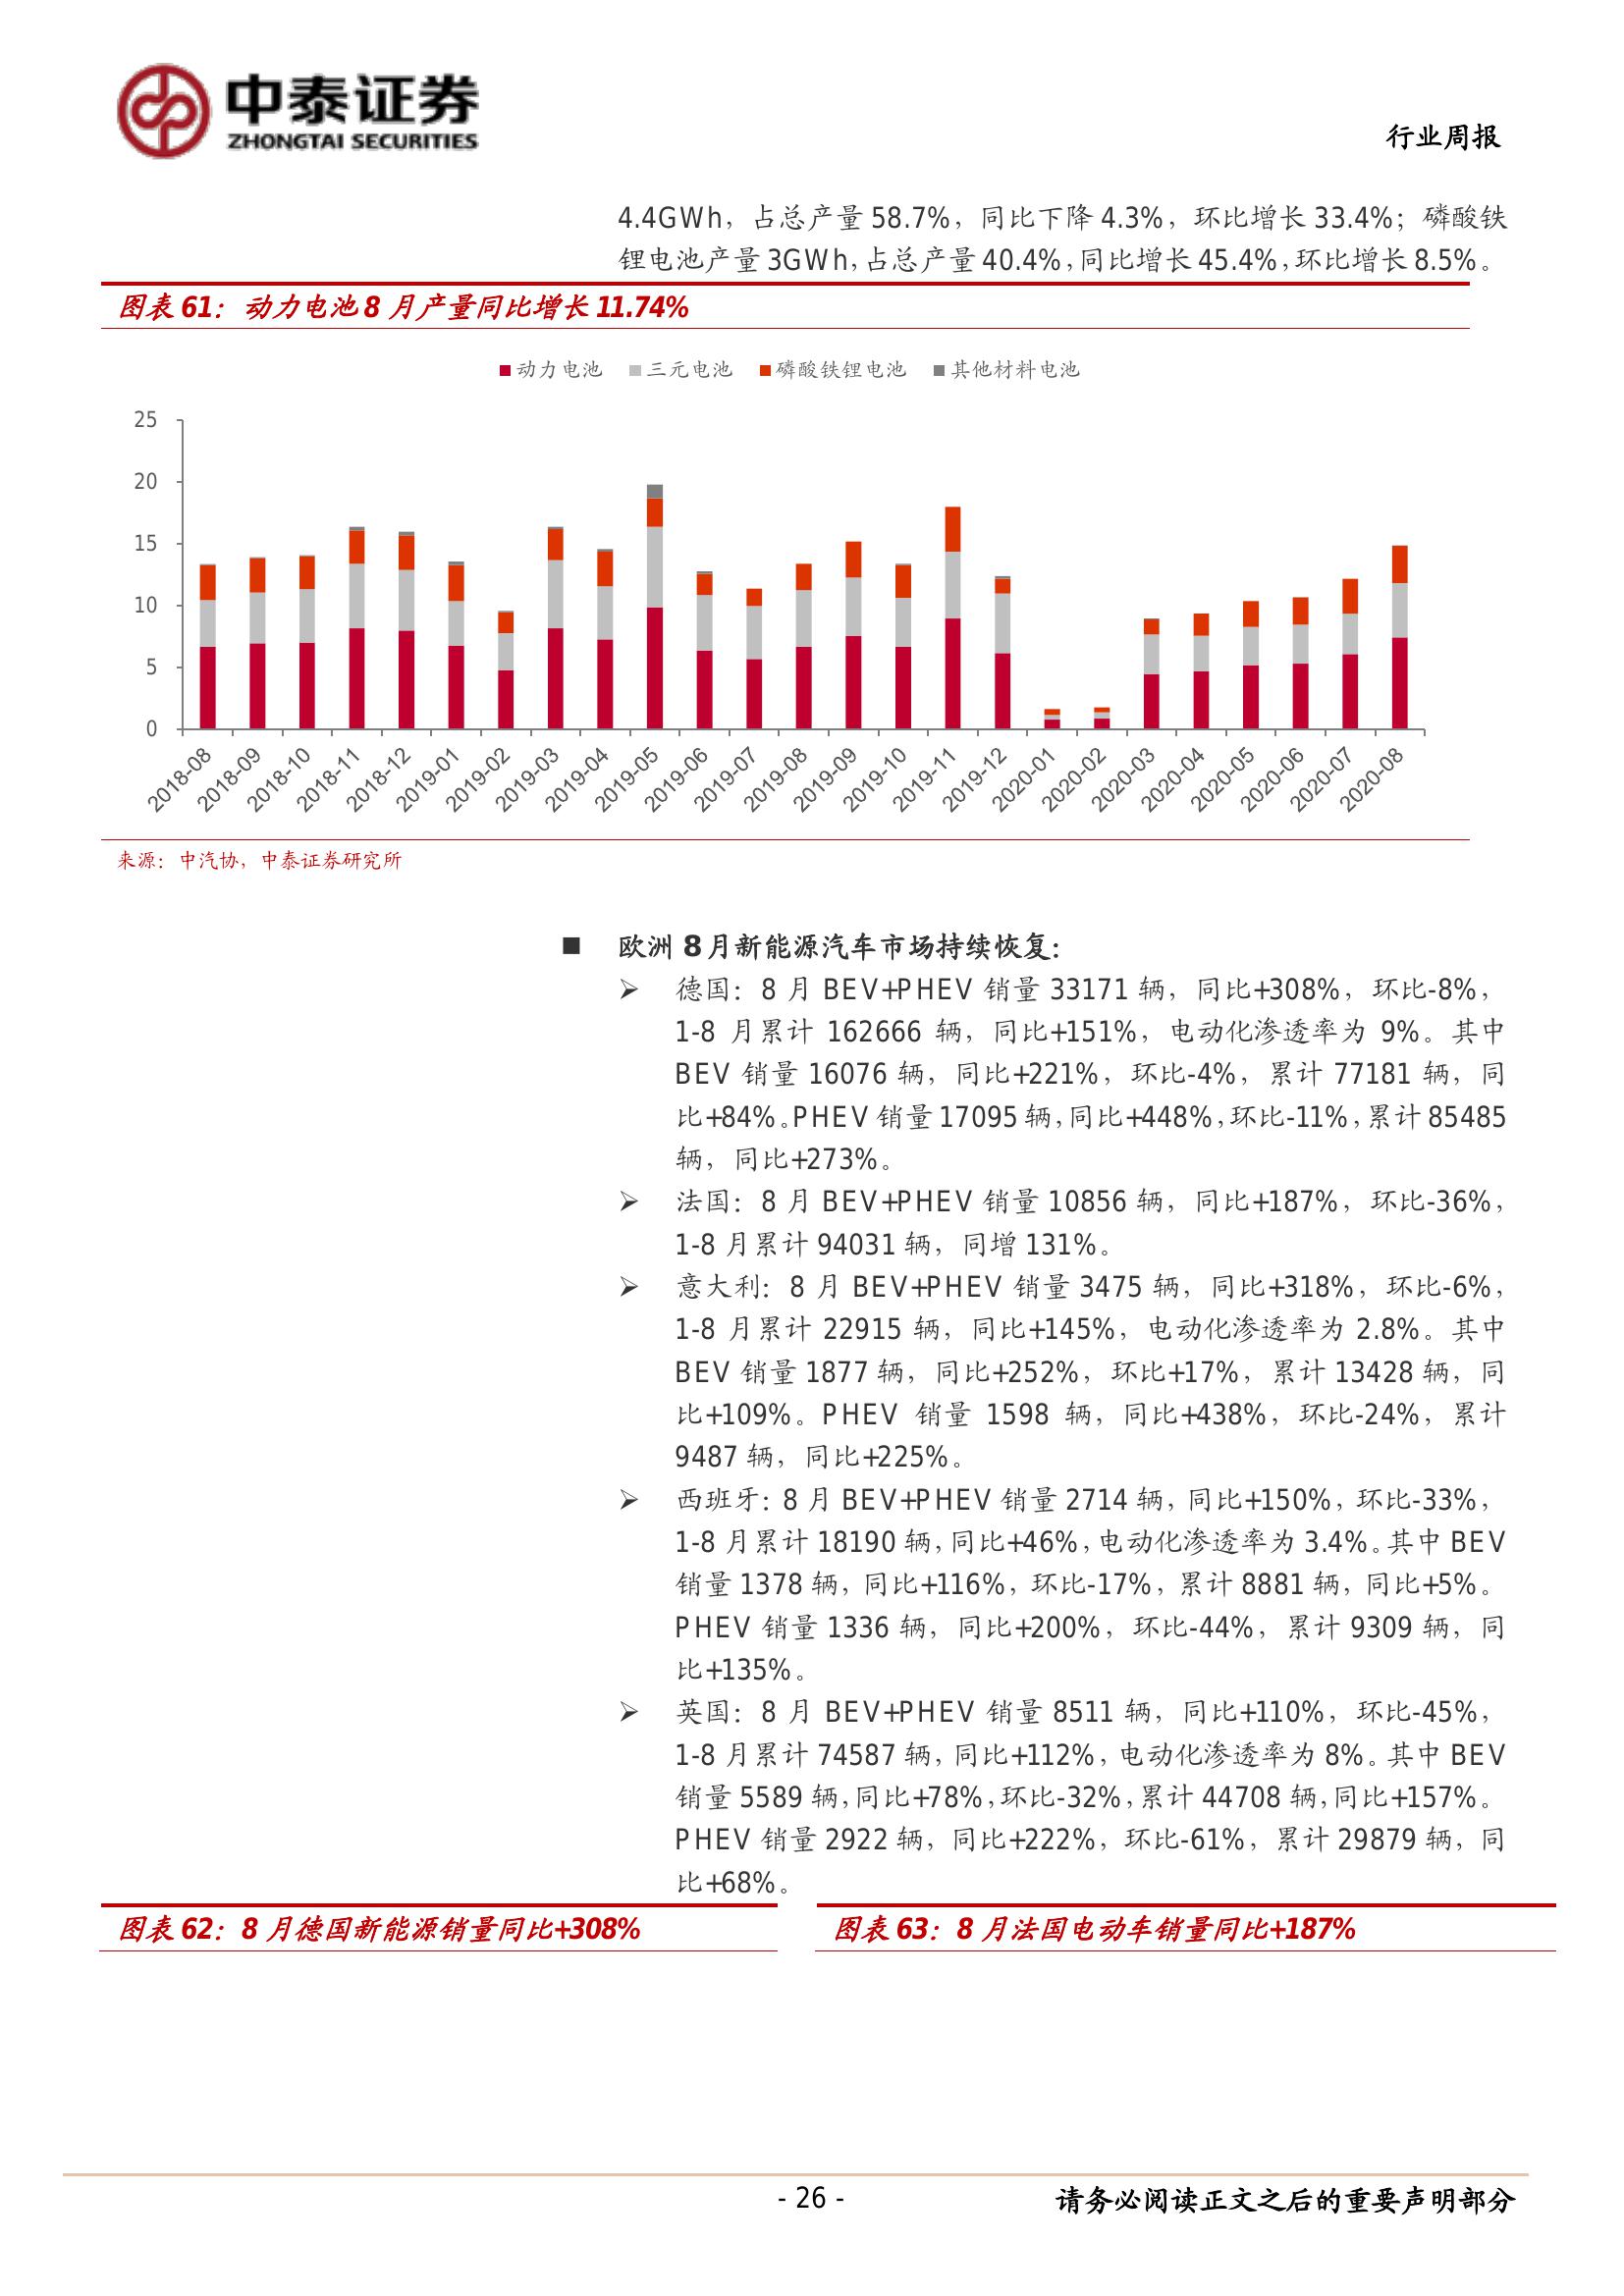 中泰证券
ZHONGTAI SECURITIES
行业周报
4.4GWh，占总产量 58.7%，同比下降 4.3%，环比增长 33.4%；磷酸铁
锂电池产量 3GWh，占总产量 40.4%，同比增长 45.4%，环比增长 8.5%。
图表 61：动力电池 8 月产量同比增长 11.74%
动力电池 三元电池 磷酸铁锂电池 其他材料电池
25
20
15
10
5
0
2018-08 2018-09 2018-10 2018-11 2018-12 2019-01 2019-02 2019-03 2019-04 2019-05 2019-06 2019-07 2019-08 2019-09 2019-10 2019-11 2019-12 2020-01 2020-02 2020-03 2020-04 2020-05 2020-06 2020-07 2020-08
来源：中汽协，中泰证券研究所
■ 欧洲 8 月新能源汽车市场持续恢复：
➢ 德国：8 月 BEV+PHEV 销量 33171 辆，同比+308%，环比-8%，
1-8 月累计 162666 辆，同比+151%，电动化渗透率为 9%。其中
BEV 销量 16076 辆，同比+221%，环比-4%，累计 77181 辆，同
比+84%。PHEV 销量 17095 辆，同比+448%，环比-11%，累计 85485
辆，同比+273%。
➢ 法国：8 月 BEV+PHEV 销量 10856 辆，同比+187%，环比-36%，
1-8 月累计 94031 辆，同增 131%。
➢ 意大利：8 月 BEV+PHEV 销量 3475 辆，同比+318%，环比-6%，
1-8 月累计 22915 辆，同比+145%，电动化渗透率为 2.8%。其中
BEV 销量 1877 辆，同比+252%，环比+17%，累计 13428 辆，同
比+109%。PHEV 销量 1598 辆，同比+438%，环比-24%，累计
9487 辆，同比+225%。
➢ 西班牙：8 月 BEV+PHEV 销量 2714 辆，同比+150%，环比-33%，
1-8 月累计 18190 辆，同比+46%，电动化渗透率为 3.4%。其中 BEV
销量 1378 辆，同比+116%，环比-17%，累计 8881 辆，同比+5%。
PHEV 销量 1336 辆，同比+200%，环比-44%，累计 9309 辆，同
比+135%。
➢ 英国：8 月 BEV+PHEV 销量 8511 辆，同比+110%，环比-45%，
1-8 月累计 74587 辆，同比+112%，电动化渗透率为 8%。其中 BEV
销量 5589 辆，同比+78%，环比-32%，累计 44708 辆，同比+157%。
PHEV 销量 2922 辆，同比+222%，环比-61%，累计 29879 辆，同
比+68%。
图表 62：8 月德国新能源销量同比+308%
图表 63：8 月法国电动车销量同比+187%
- 26 -
请务必阅读正文之后的重要声明部分